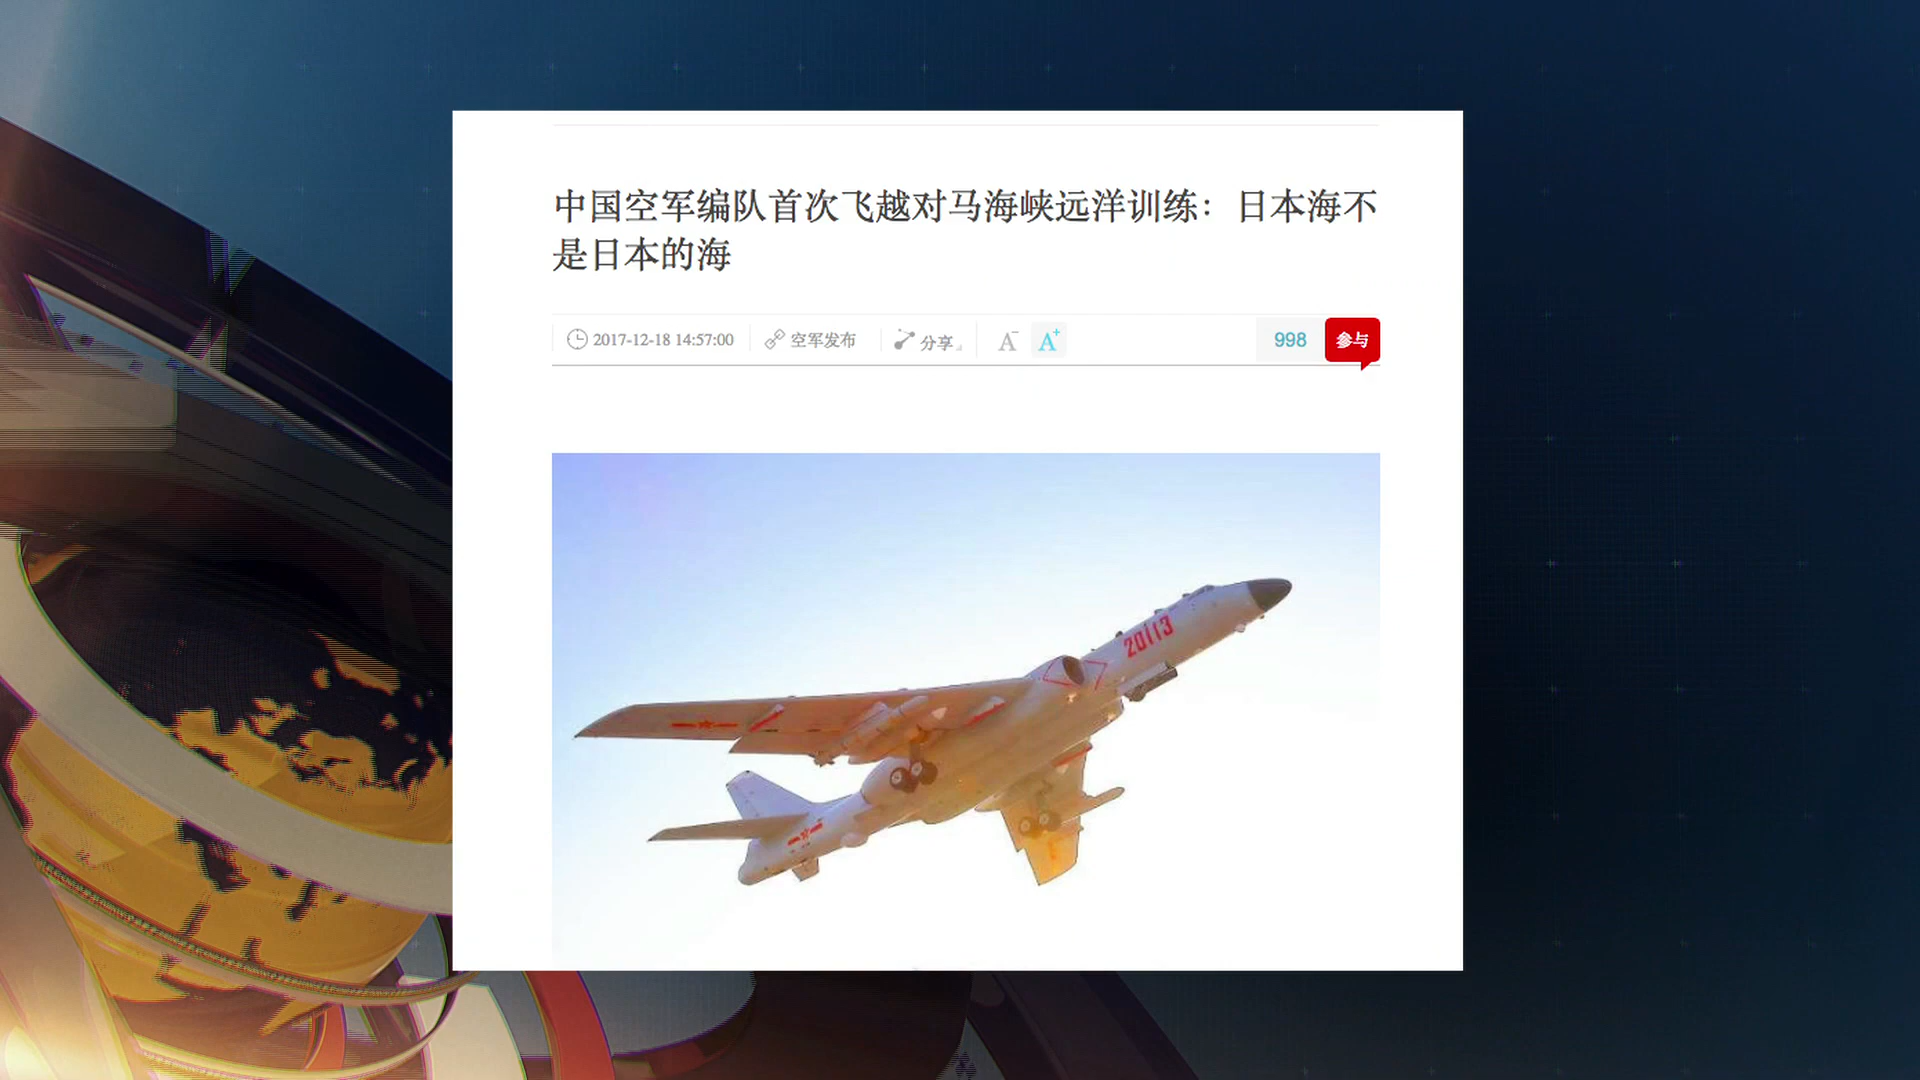 中国空军编队首次飞越对马海峡远洋训练：日本海不
是日本的海
2017-12-18 14:57:00 空军发布 分享 A- A+ 998 参与
20113